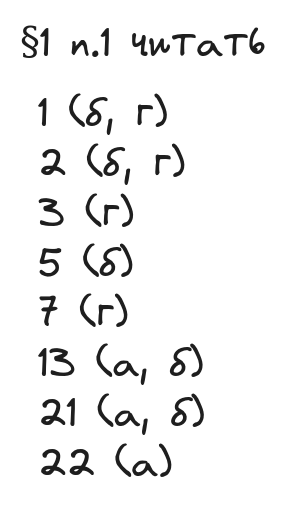 §1 п.1 читать
1 (б, г)
2 (б, г)
3 (г)
5 (б)
7 (г)
13 (а, б)
21 (а, б)
22 (а)